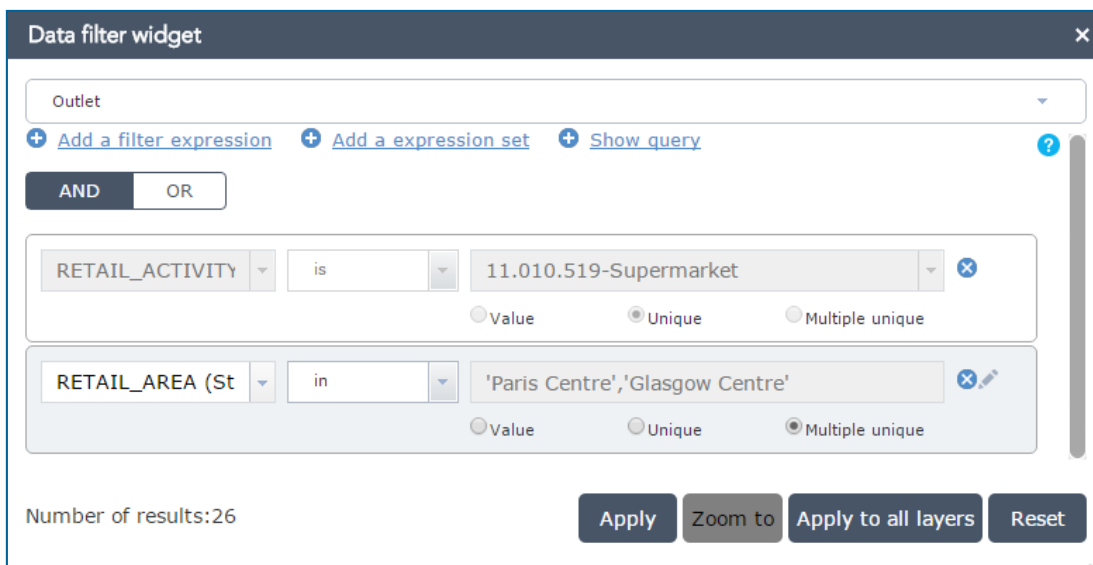 Data filter widget ×
Outlet
Add a filter expression Add a expression set Show query ?
AND OR
RETAIL_ACTIVITY is 11.010.519-Supermarket
Value Unique Multiple unique
RETAIL_AREA (St in 'Paris Centre','Glasgow Centre'
Value Unique Multiple unique
Number of results:26 Apply Zoom to Apply to all layers Reset